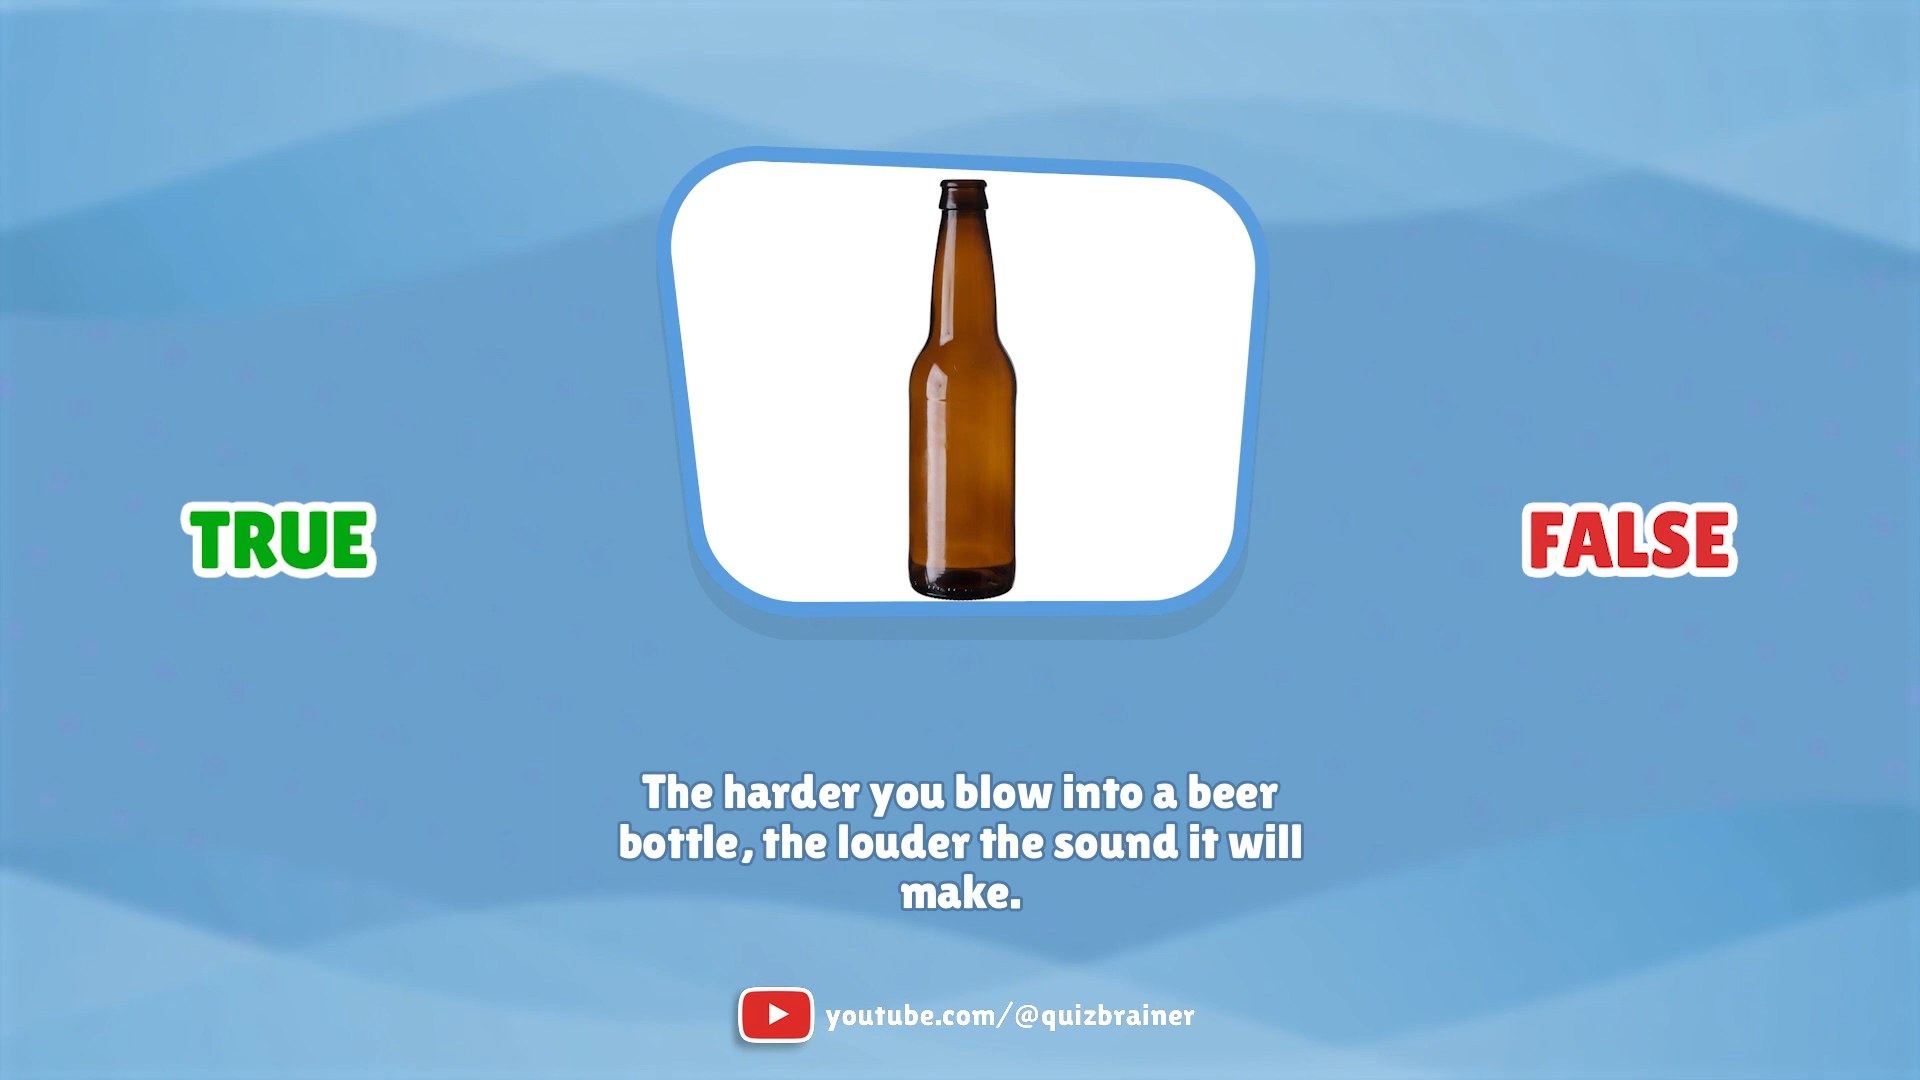 TRUE
FALSE
The harder you blow into a beer
bottle, the louder the sound it will
make.
youtube.com/@quizbrainer